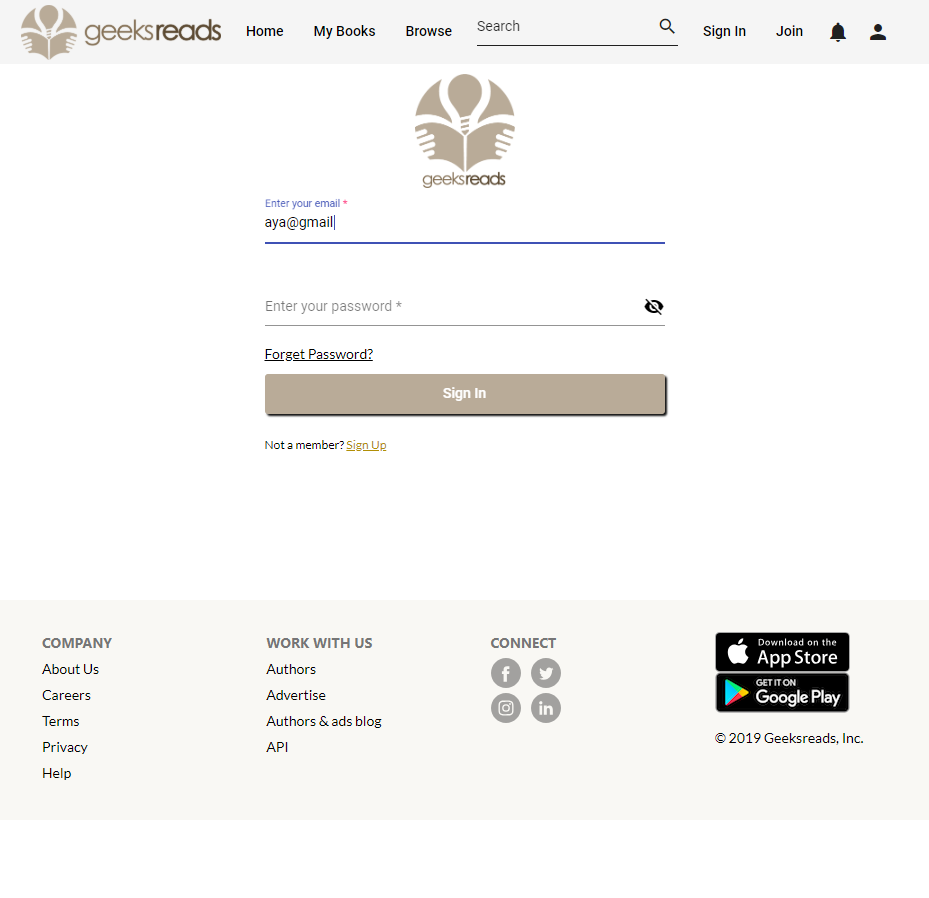 geeksreads
Home
My Books
Browse
Search
Sign In
Join
geeksreads
Enter your email *
aya@gmail
Enter your password *
Forget Password?
Sign In
Not a member? Sign Up
COMPANY
About Us
Careers
Terms
Privacy
Help
WORK WITH US
Authors
Advertise
Authors & ads blog
API
CONNECT
f
in
Download on the
App Store
GET IT ON
Google Play
© 2019 Geeksreads, Inc.